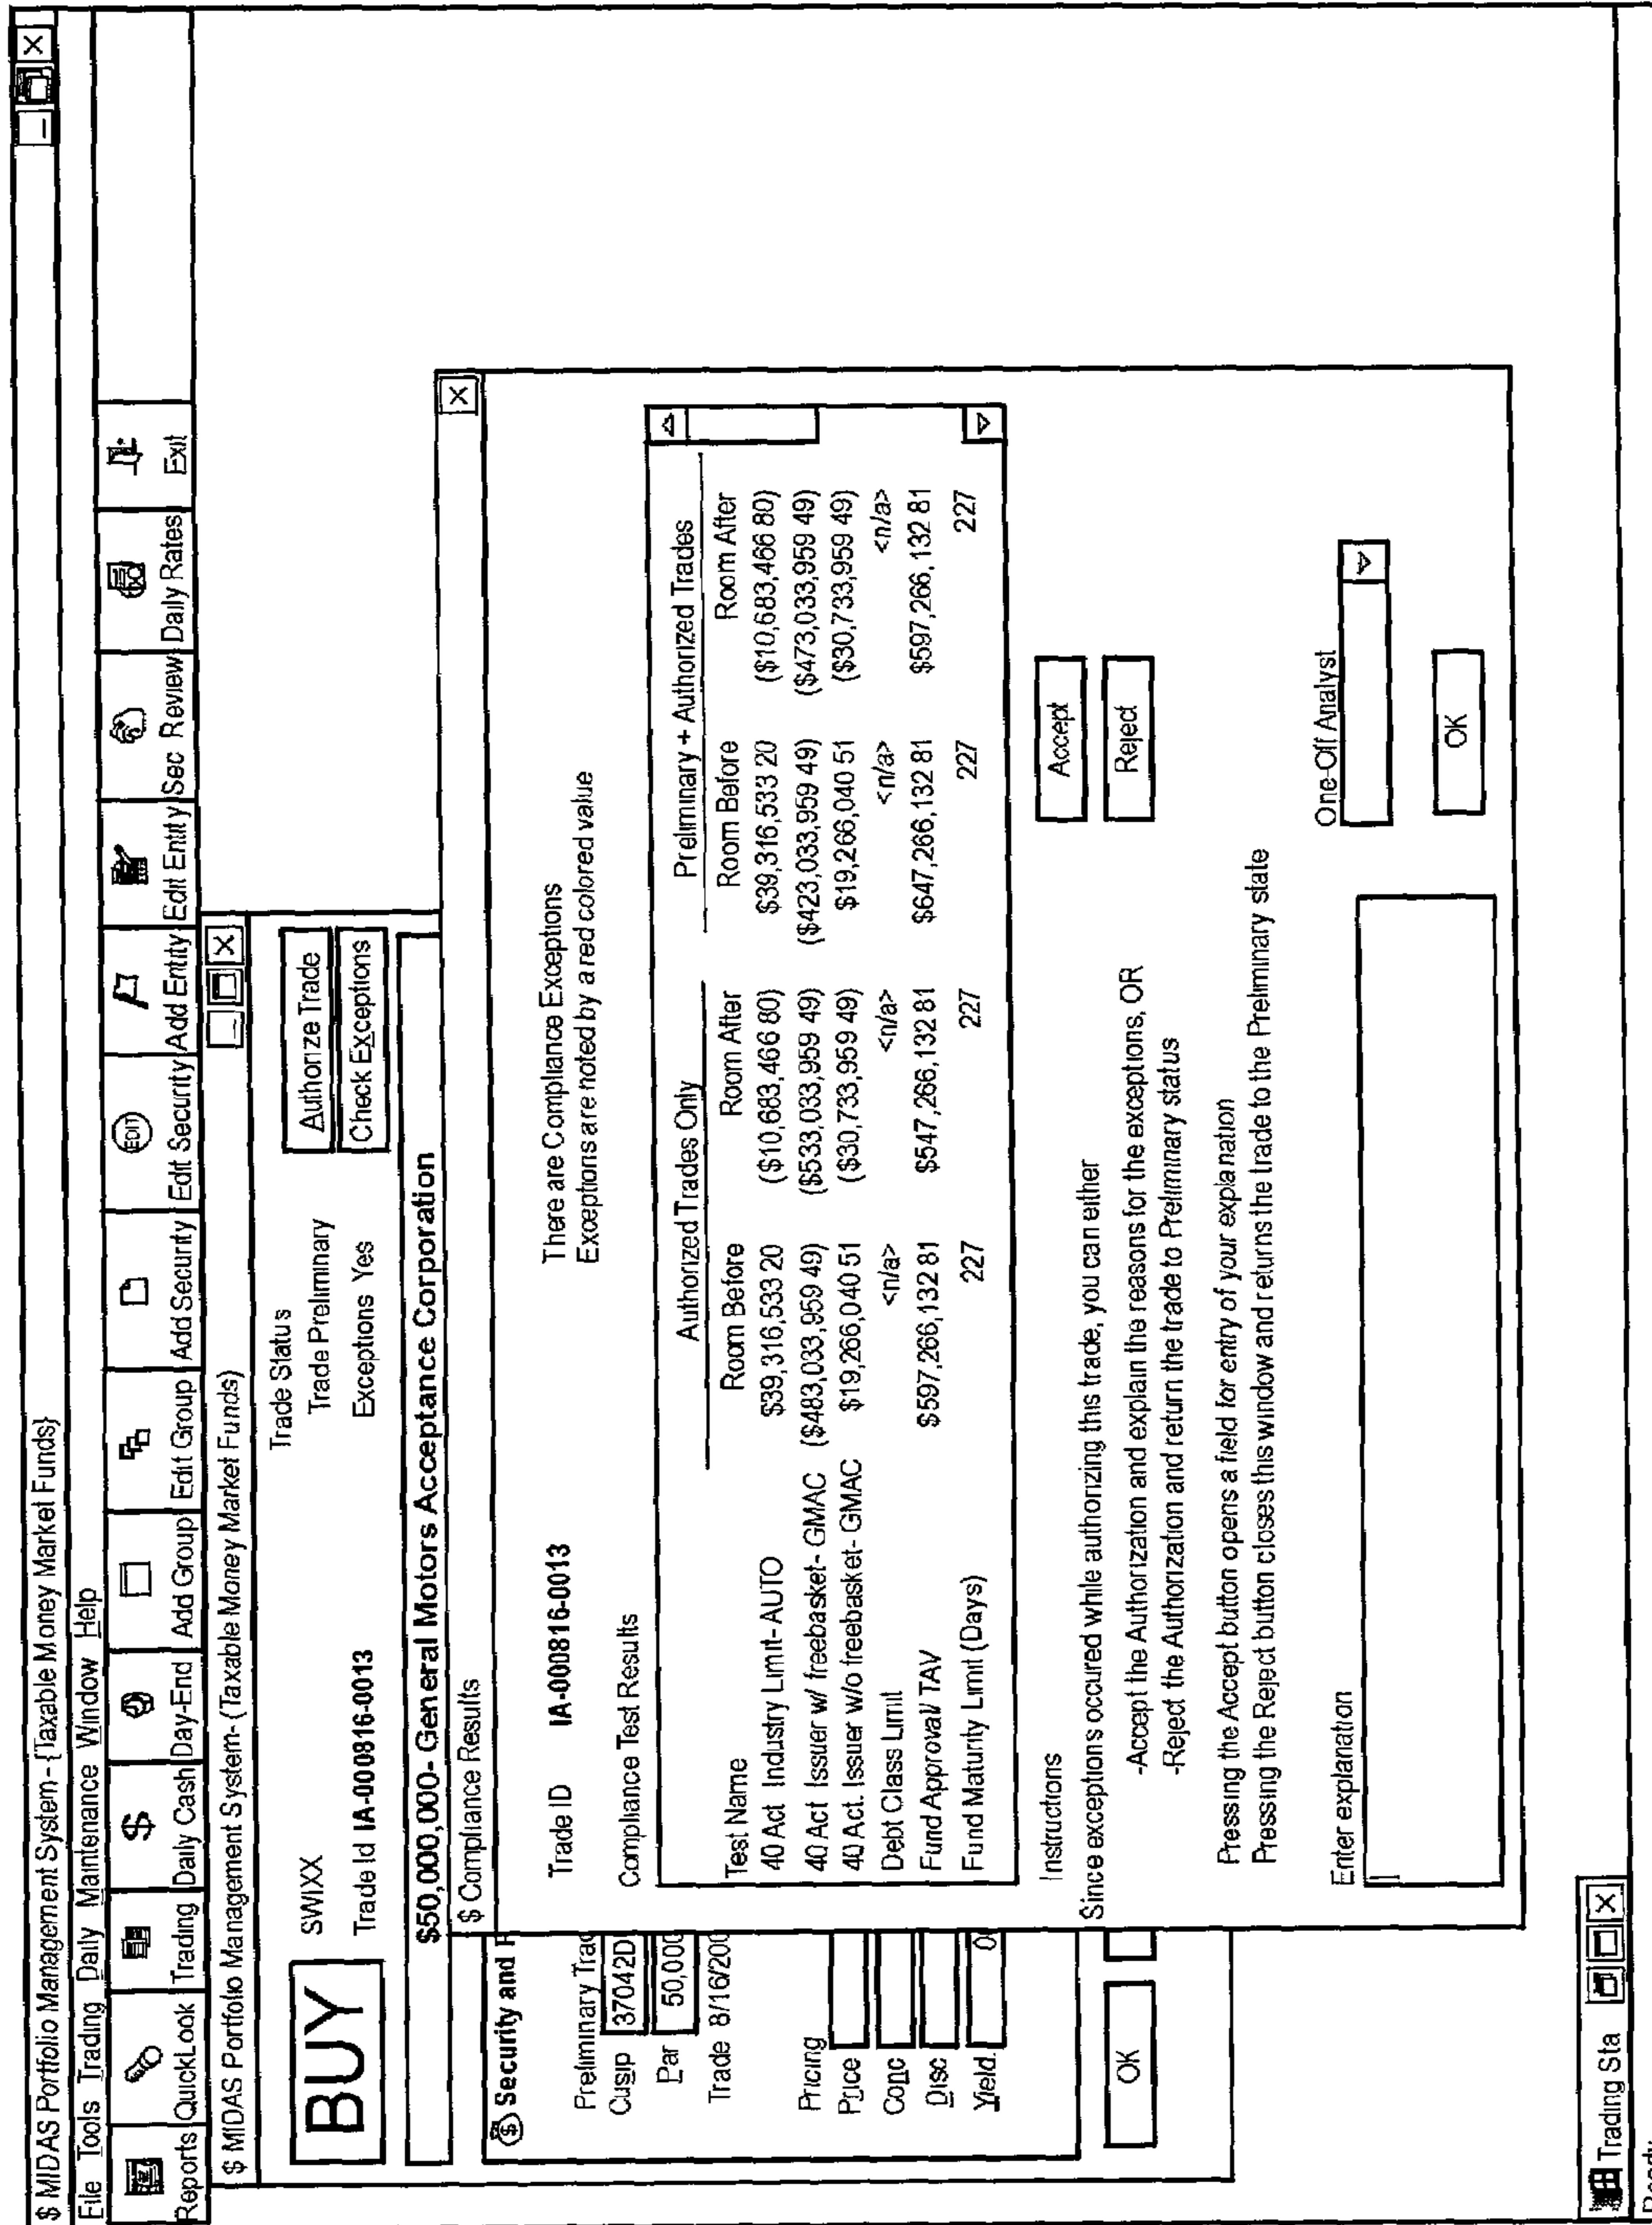 $ MIDAS Portfolio Management System - {Taxable Money Market Funds}
File Tools Trading Daily Maintenance Window Help
Reports QuickLook Trading Daily Cash Day-End Add Group Edit Group Add Security Edit Security Add Entity Edit Entity Sec Review Daily Rates Exit
$ MIDAS Portfolio Management System- (Taxable Money Market Funds)
BUY
SWIXX
Trade Id IA-000816-0013
Trade Status
Trade Preliminary
Exceptions Yes
Authorize Trade
Check Exceptions
$50,000,000- General Motors Acceptance Corporation
$ Security and
Preliminary Trad
Cusip 37042D
Par 50,000
Trade 8/16/200
Pricing
Price
Conc
Disc
Yield.
OK
$ Compliance Results
Trade ID IA-000816-0013
There are Compliance Exceptions
Exceptions are noted by a red colored value
Compliance Test Results
Authorized Trades Only Preliminary + Authorized Trades
Test Name Room Before Room After Room Before Room After
40 Act Industry Limit- AUTO $39,316,533 20 ($10,683,466 80) $39,316,533 20 ($10,683,466 80)
40 Act Issuer w/ freebasket- GMAC ($483,033,959 49) ($533,033,959 49) ($423,033,959 49) ($473,033,959 49)
40 Act. Issuer w/o freebasket- GMAC $19,266,040 51 ($30,733,959 49) $19,266,040 51 ($30,733,959 49)
Debt Class Limit <n/a> <n/a> <n/a> <n/a>
Fund Approval/ TAV $597,266,132 81 $547,266,132 81 $647,266,132 81 $597,266,132 81
Fund Maturity Limit (Days) 227 227 227 227
Instructions
Since exceptions occured while authorizing this trade, you can either
-Accept the Authorization and explain the reasons for the exceptions, OR
-Reject the Authorization and return the trade to Preliminary status
Accept
Reject
Pressing the Accept button opens a field for entry of your explanation
Pressing the Reject button closes this window and returns the trade to the Preliminary state
Enter explanation
One-Off Analyst
OK
Trading Sta